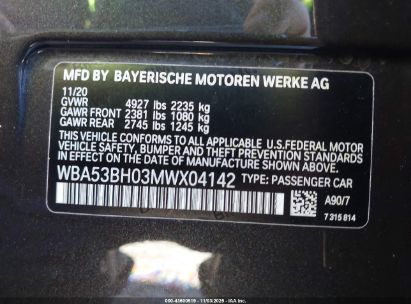 MFD BY BAYERISCHE MOTOREN WERKE AG
11/20
GVWR 4927 lbs 2235 kg
GAWR FRONT 2381 lbs 1080 kg
GAWR REAR 2745 lbs 1245 kg
THIS VEHICLE CONFORMS TO ALL APPLICABLE U.S.FEDERAL MOTOR
VEHICLE SAFETY, BUMPER AND THEFT PREVENTION STANDARDS
IN EFFECT ON THE DATE OF MANUFACTURE SHOWN ABOVE.
WBA53BH03MWX04142 TYPE: PASSENGER CAR
A90/7
7 315 814